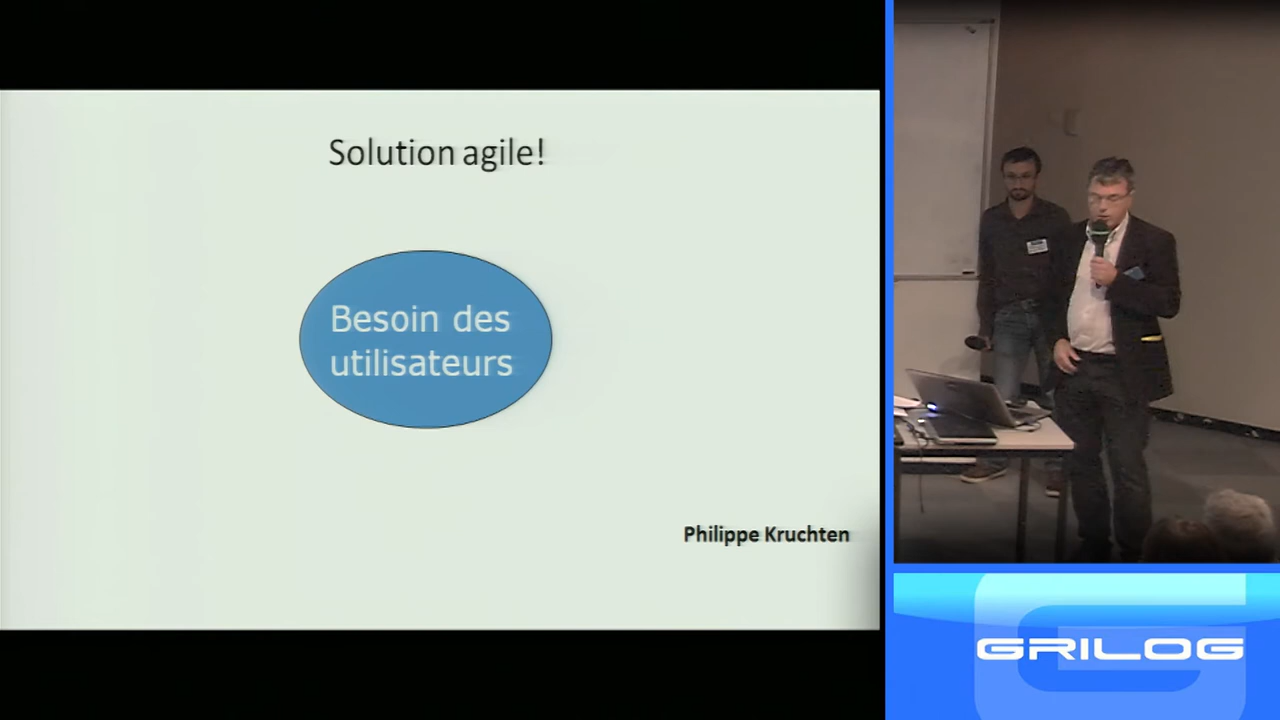 Solution agile!
Besoin des
utilisateurs
Philippe Kruchten
GRILOG